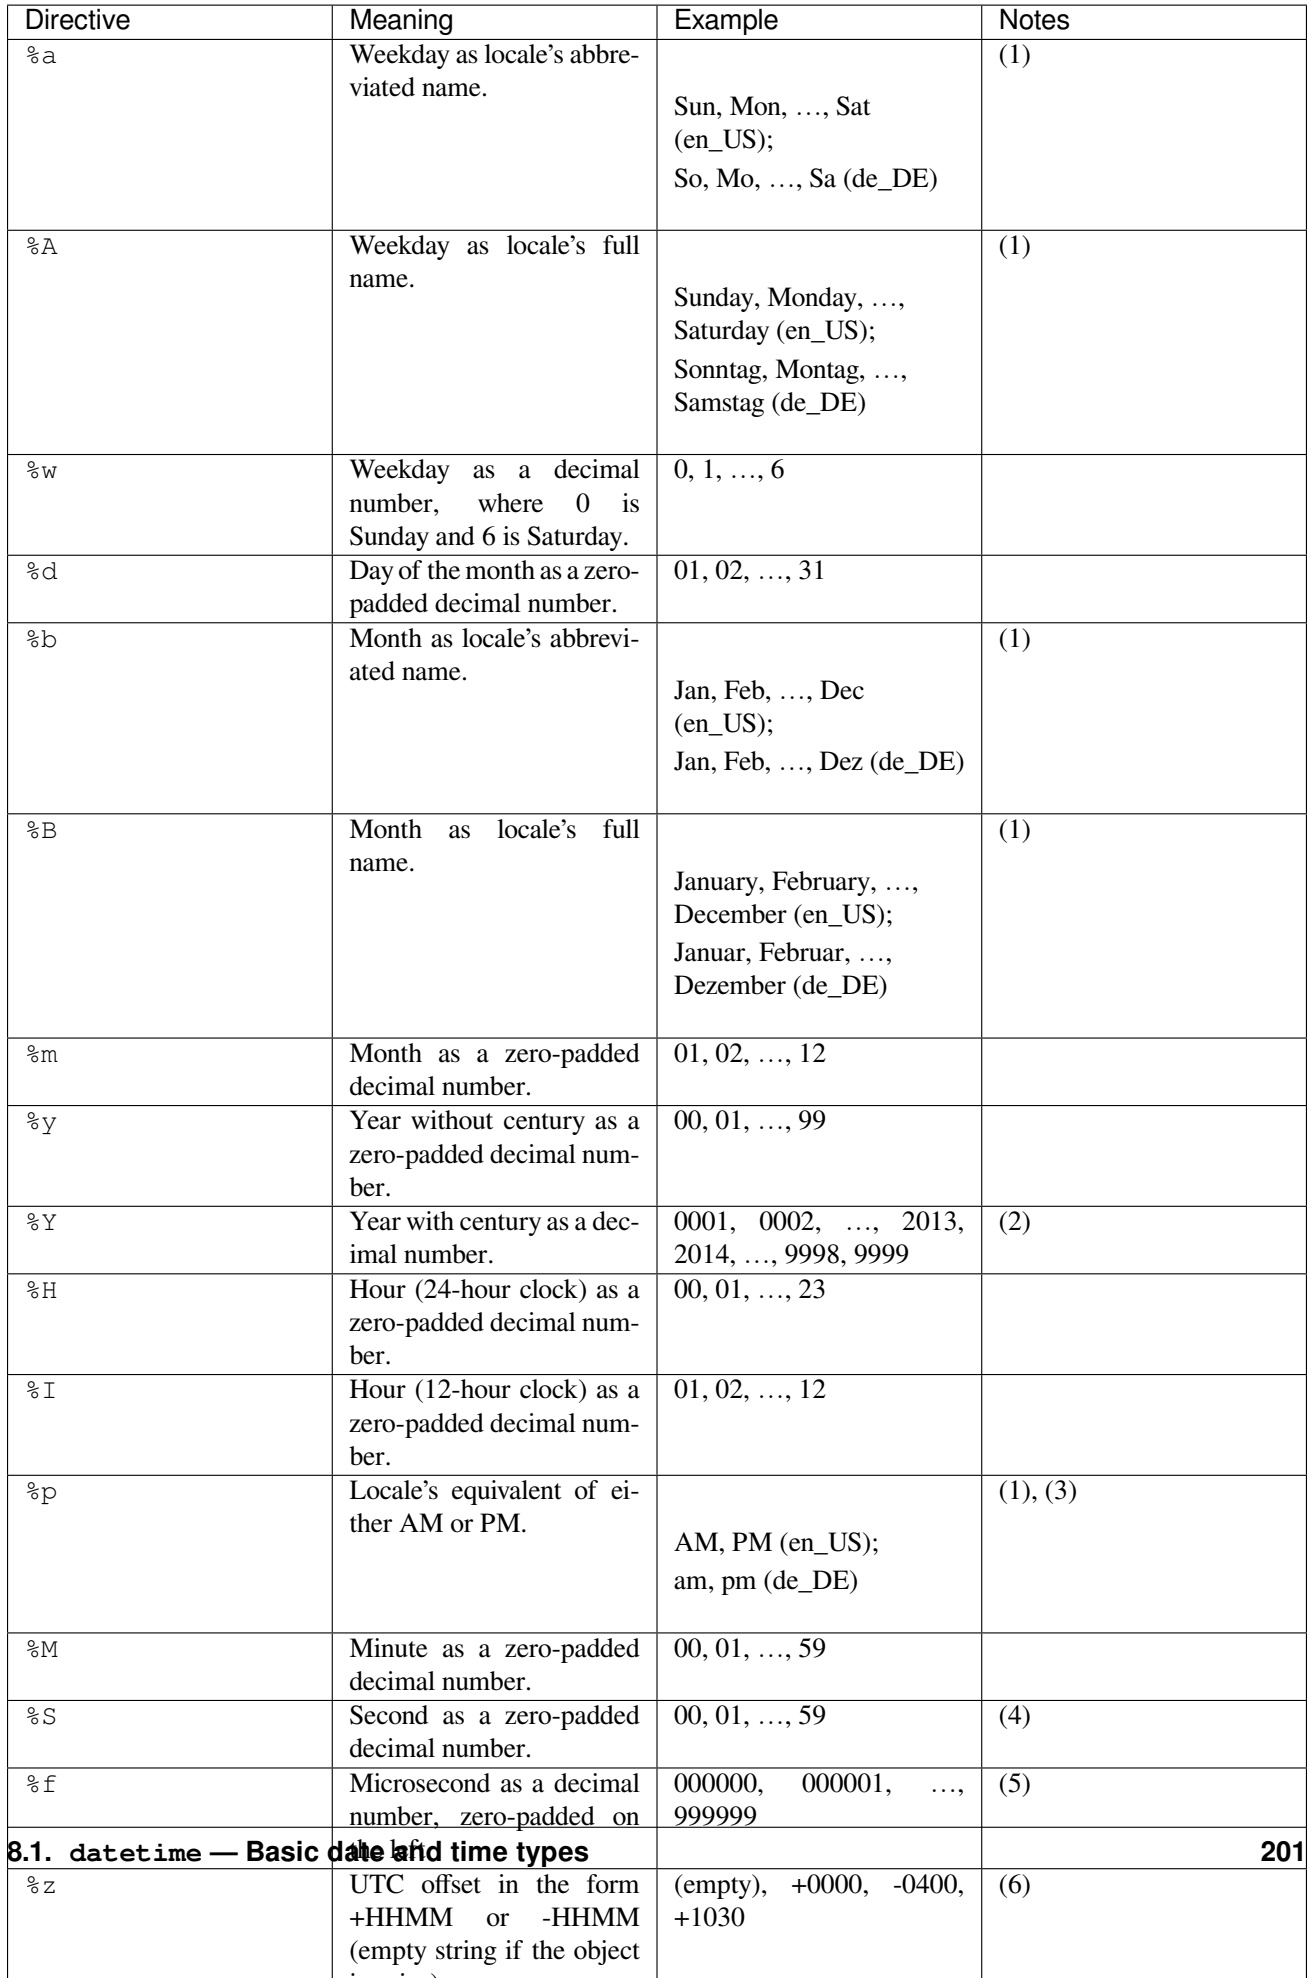 Directive Meaning Example Notes
%a Weekday as locale's abbre- (1)
viated name.
Sun, Mon, …, Sat
(en_US);
So, Mo, …, Sa (de_DE)
%A Weekday as locale's full (1)
name.
Sunday, Monday, …,
Saturday (en_US);
Sonntag, Montag, …,
Samstag (de_DE)
%w Weekday as a decimal 0, 1, …, 6
number, where 0 is
Sunday and 6 is Saturday.
%d Day of the month as a zero- 01, 02, …, 31
padded decimal number.
%b Month as locale's abbrevi- (1)
ated name.
Jan, Feb, …, Dec
(en_US);
Jan, Feb, …, Dez (de_DE)
%B Month as locale's full (1)
name.
January, February, …,
December (en_US);
Januar, Februar, …,
Dezember (de_DE)
%m Month as a zero-padded 01, 02, …, 12
decimal number.
%y Year without century as a 00, 01, …, 99
zero-padded decimal num-
ber.
%Y Year with century as a dec- 0001, 0002, …, 2013, (2)
imal number. 2014, …, 9998, 9999
%H Hour (24-hour clock) as a 00, 01, …, 23
zero-padded decimal num-
ber.
%I Hour (12-hour clock) as a 01, 02, …, 12
zero-padded decimal num-
ber.
%p Locale's equivalent of ei- (1), (3)
ther AM or PM.
AM, PM (en_US);
am, pm (de_DE)
%M Minute as a zero-padded 00, 01, …, 59
decimal number.
%S Second as a zero-padded 00, 01, …, 59 (4)
decimal number.
%f Microsecond as a decimal 000000, 000001, …, (5)
number, zero-padded on 999999
the left.
8.1. datetime — Basic date and time types 201
%z UTC offset in the form (empty), +0000, -0400, (6)
+HHMM or -HHMM +1030
(empty string if the object